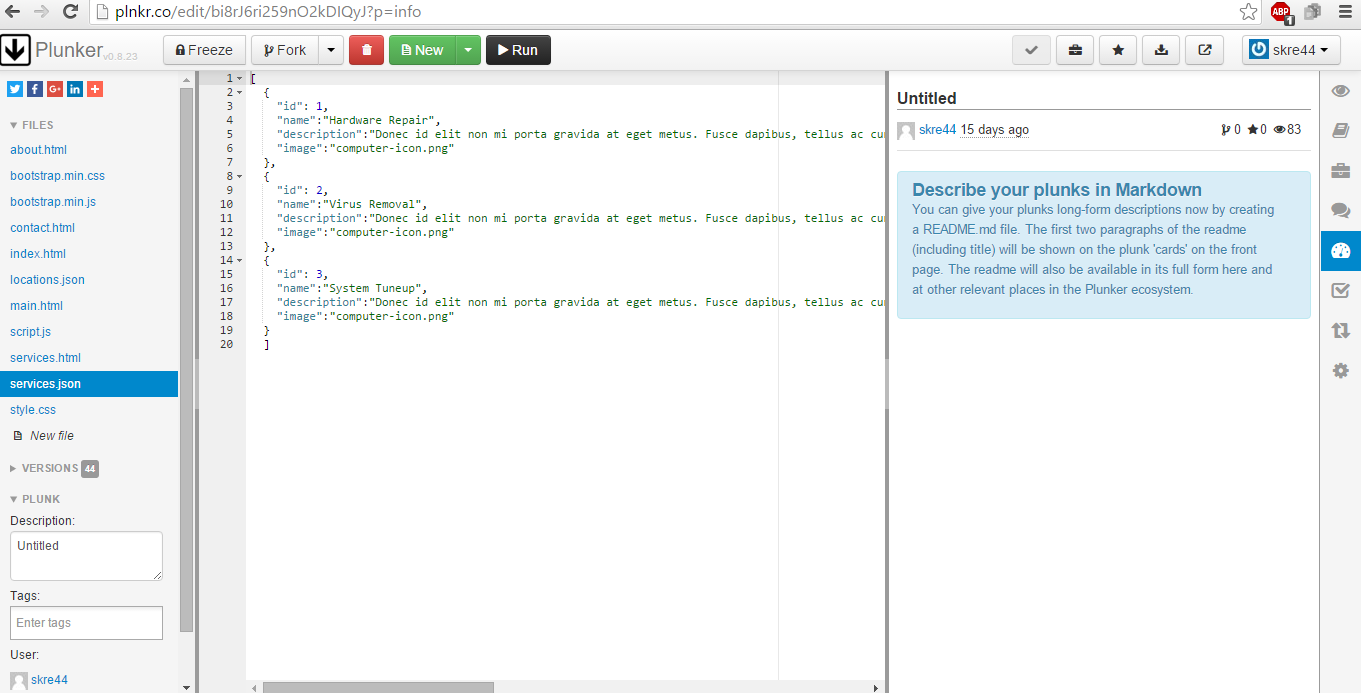 plnkr.co/edit/bi8rJ6ri259nO2kDIQyJ?p=info
ABP 1
Plunker v0.8.23
Freeze Fork New Run skre44
FILES
about.html
bootstrap.min.css
bootstrap.min.js
contact.html
index.html
locations.json
main.html
script.js
services.html
services.json
style.css
New file
VERSIONS 44
PLUNK
Description:
Untitled
Tags:
Enter tags
User:
skre44
1 [
2 {
3 "id": 1,
4 "name":"Hardware Repair",
5 "description":"Donec id elit non mi porta gravida at eget metus. Fusce dapibus, tellus ac cu
6 "image":"computer-icon.png"
7 },
8 {
9 "id": 2,
10 "name":"Virus Removal",
11 "description":"Donec id elit non mi porta gravida at eget metus. Fusce dapibus, tellus ac cu
12 "image":"computer-icon.png"
13 },
14 {
15 "id": 3,
16 "name":"System Tuneup",
17 "description":"Donec id elit non mi porta gravida at eget metus. Fusce dapibus, tellus ac cu
18 "image":"computer-icon.png"
19 }
20 ]
Untitled
skre44 15 days ago 0 0 83
Describe your plunks in Markdown
You can give your plunks long-form descriptions now by creating
a README.md file. The first two paragraphs of the readme
(including title) will be shown on the plunk 'cards' on the front
page. The readme will also be available in its full form here and
at other relevant places in the Plunker ecosystem.